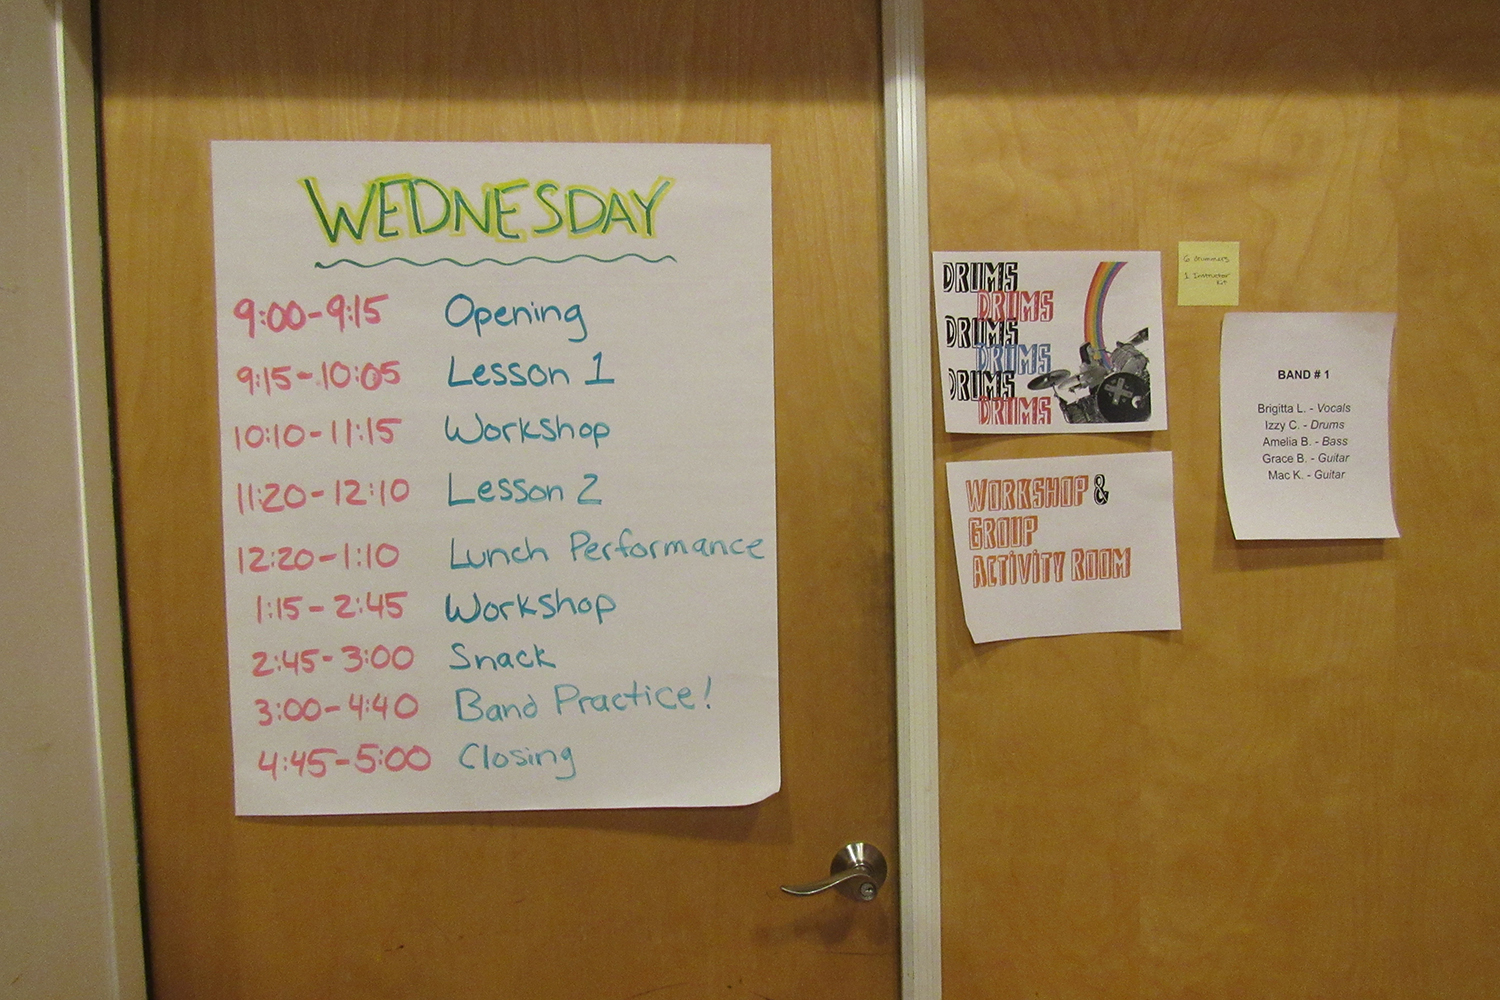 WEDNESDAY
9:00-9:15 Opening
9:15-10:05 Lesson 1
10:10-11:15 Workshop
11:20-12:10 Lesson 2
12:20-1:10 Lunch Performance
1:15-2:45 Workshop
2:45-3:00 Snack
3:00-4:40 Band Practice!
4:45-5:00 Closing
DRUMS
DRUMS
DRUMS
DRUMS
DRUMS
DRUMS
WORKSHOP &
GROUP
ACTIVITY ROOM
6 drummers
1 Instructor
Kit
BAND # 1
Brigitta L. - Vocals
Izzy C. - Drums
Amelia B. - Bass
Grace B. - Guitar
Mac K. - Guitar